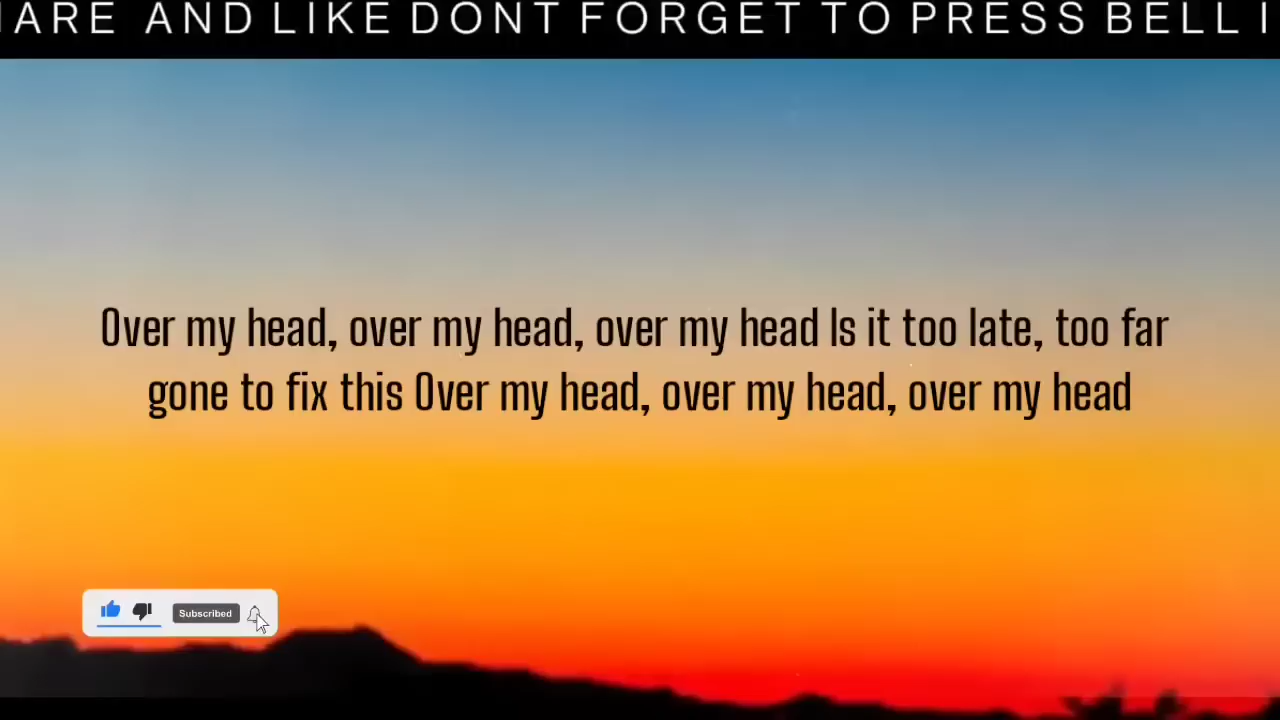 ARE AND LIKE DONT FORGET TO PRESS BELL I
Over my head, over my head, over my head Is it too late, too far
gone to fix this Over my head, over my head, over my head
Subscribed